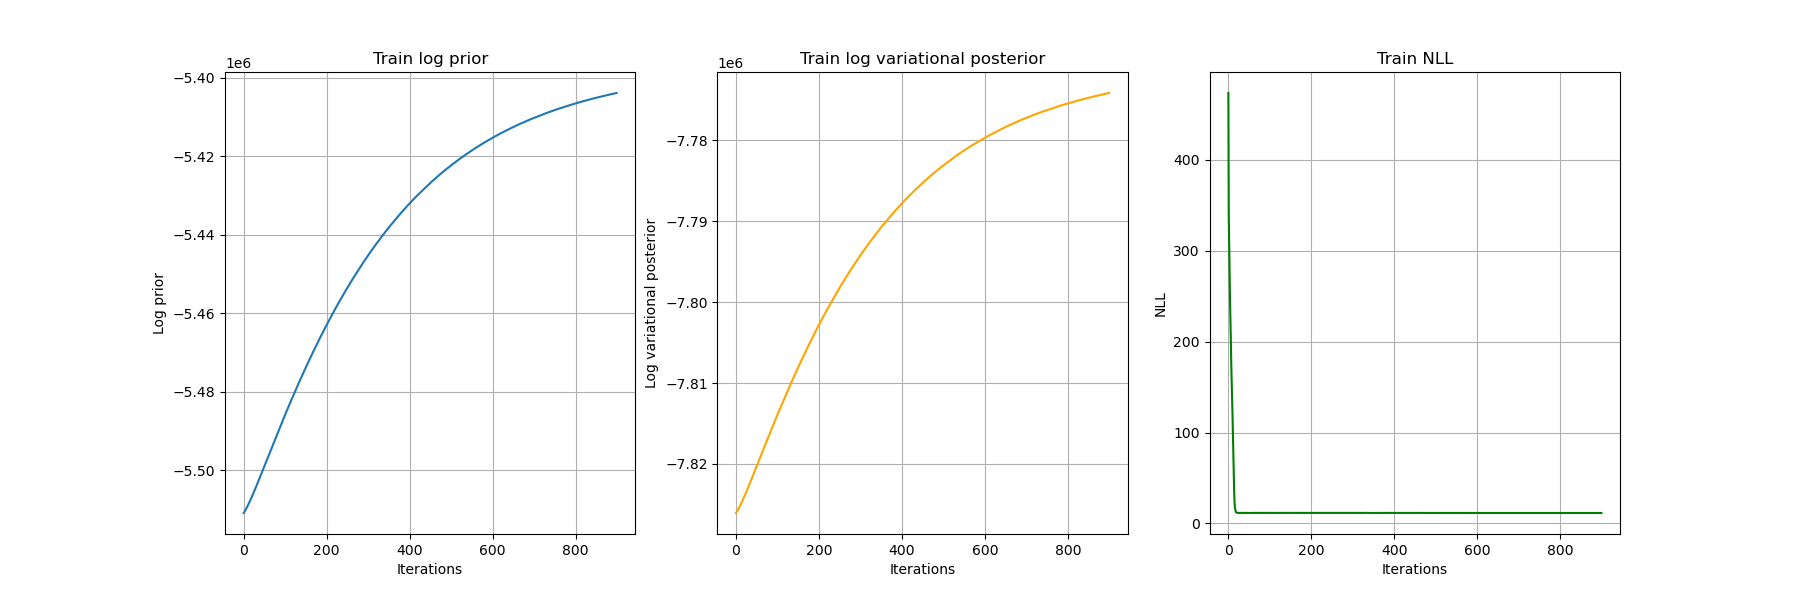 Train log prior
1e6
−5.40
−5.42
−5.44
−5.46
−5.48
−5.50
Log prior
0 200 400 600 800
Iterations
Train log variational posterior
1e6
−7.78
−7.79
−7.80
−7.81
−7.82
Log variational posterior
0 200 400 600 800
Iterations
Train NLL
400
300
200
100
0
NLL
0 200 400 600 800
Iterations